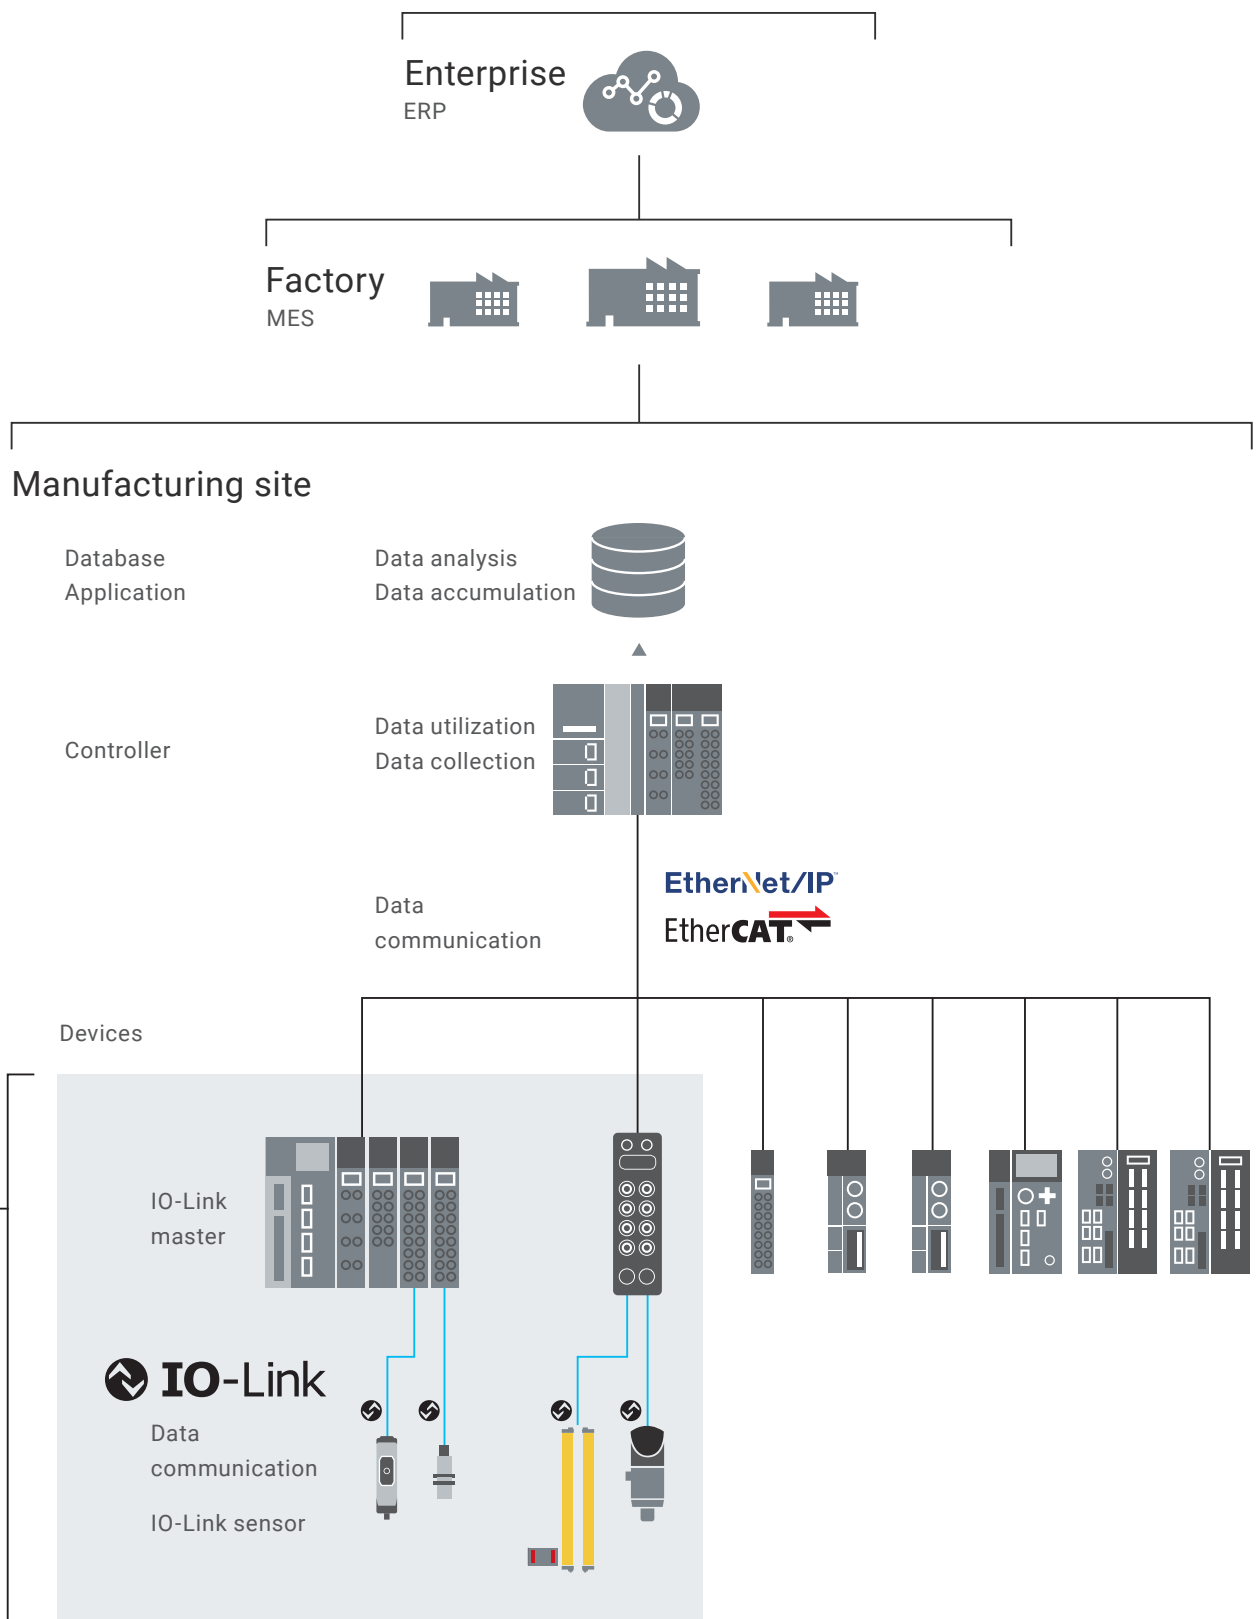 Enterprise
ERP
Factory
MES
Manufacturing site
Database
Application
Data analysis
Data accumulation
Controller
Data utilization
Data collection
Data
communication
EtherNet/IP™
EtherCAT®
Devices
IO-Link
master
IO-Link
Data
communication
IO-Link sensor